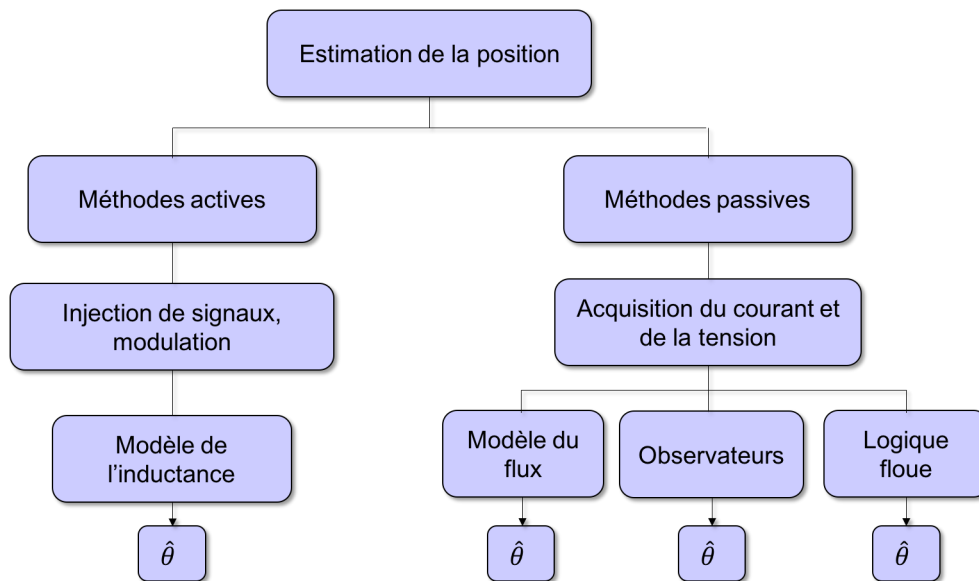 Estimation de la position
Méthodes actives
Méthodes passives
Injection de signaux,
modulation
Acquisition du courant et
de la tension
Modèle de
l’inductance
Modèle du
flux
Observateurs
Logique
floue
θ̂
θ̂
θ̂
θ̂